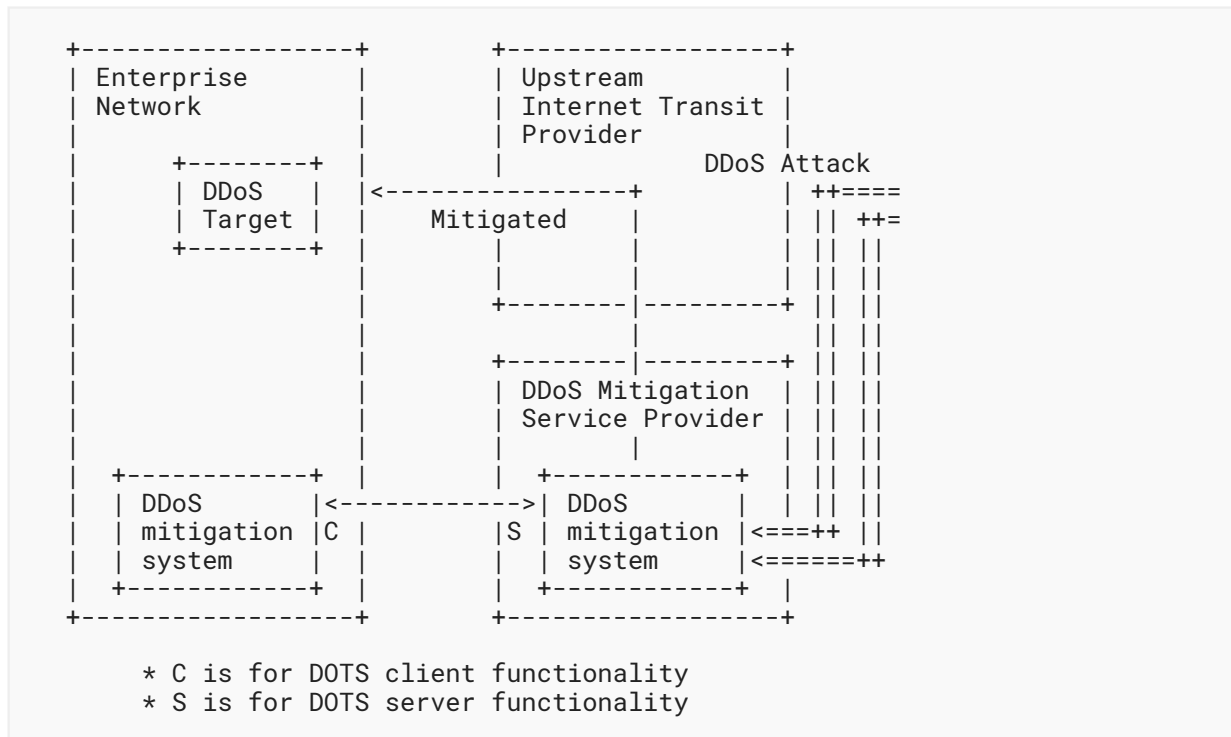 +------------------+         +------------------+
| Enterprise       |         | Upstream         |
| Network          |         | Internet Transit |
|                  |         | Provider         |
|      +--------+  |         |             DDoS Attack
|      | DDoS   |  |<----------------+         | ++====
|      | Target |  |    Mitigated    |         | || ++=
|      +--------+  |        |        |         | || ||
|                  |        |        |         | || ||
|                  |        +--------|---------+ || ||
|                  |                 |           || ||
|                  |        +--------|---------+ || ||
|                  |        | DDoS Mitigation  | || ||
|                  |        | Service Provider | || ||
|                  |        |        |         | || ||
|  +------------+  |        |  +------------+  | || ||
|  | DDoS       |<------------>| DDoS       |  | || ||
|  | mitigation |C |        |S | mitigation |<===++ ||
|  | system     |  |        |  | system     |<======++
|  +------------+  |        |  +------------+  |
+------------------+        +------------------+
* C is for DOTS client functionality
* S is for DOTS server functionality